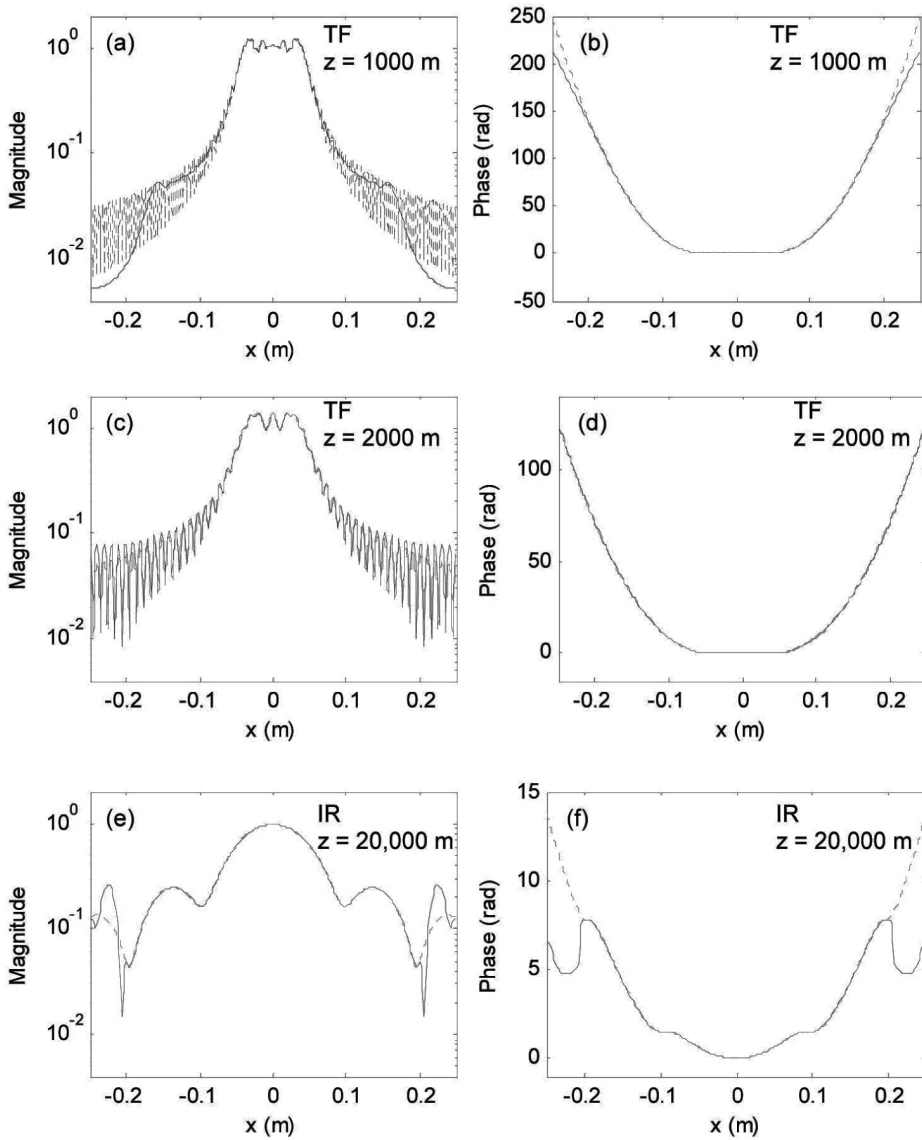 (a)
TF
z = 1000 m
10^0
10^-1
10^-2
Magnitude
-0.2 -0.1 0 0.1 0.2
x (m)
(b)
TF
z = 1000 m
250
200
150
100
50
0
-50
Phase (rad)
-0.2 -0.1 0 0.1 0.2
x (m)
(c)
TF
z = 2000 m
10^0
10^-1
10^-2
Magnitude
-0.2 -0.1 0 0.1 0.2
x (m)
(d)
TF
z = 2000 m
100
50
0
Phase (rad)
-0.2 -0.1 0 0.1 0.2
x (m)
(e)
IR
z = 20,000 m
10^0
10^-1
10^-2
Magnitude
-0.2 -0.1 0 0.1 0.2
x (m)
(f)
IR
z = 20,000 m
15
10
5
0
Phase (rad)
-0.2 -0.1 0 0.1 0.2
x (m)